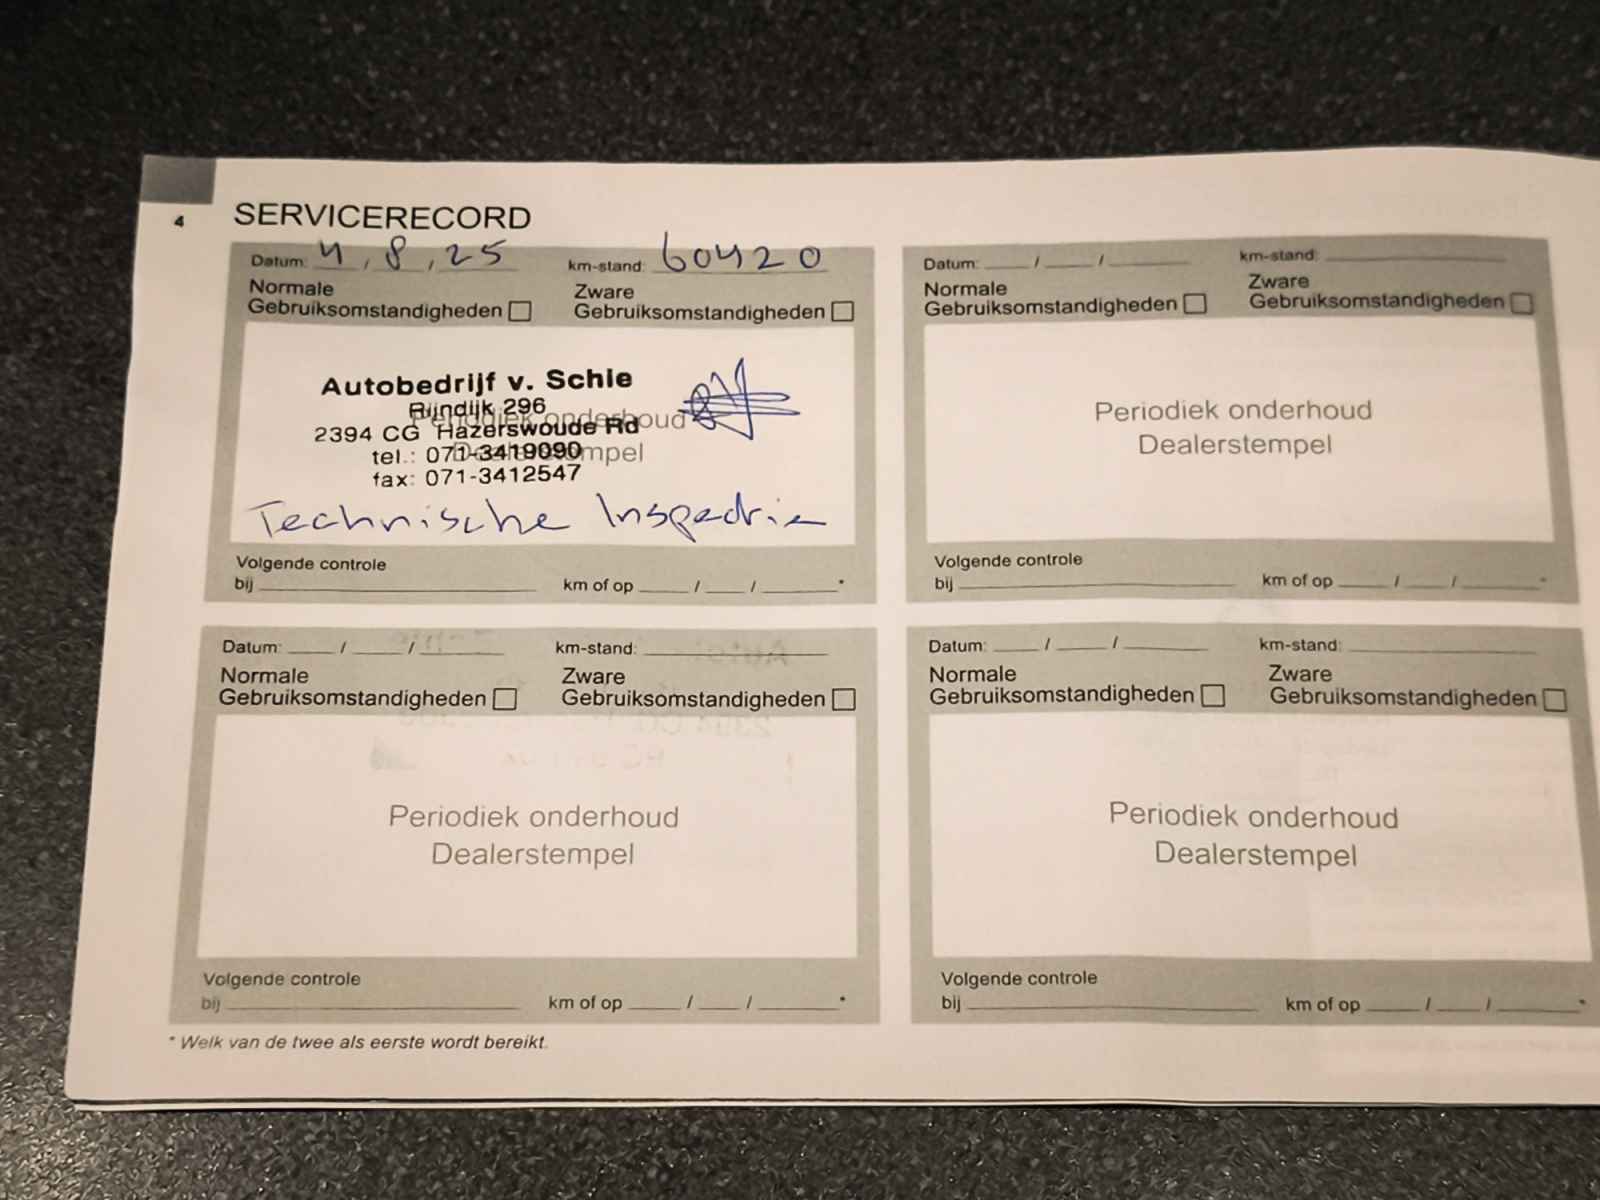 4
SERVICERECORD
Datum: 4, 8, 25 km-stand: 60420
Normale Zware
Gebruiksomstandigheden Gebruiksomstandigheden
Autobedrijf v. Schie
Rijndijk 296
Periodiek onderhoud
2394 CG Hazerswoude Rd
Dealerstempel
tel.: 071-3419090
fax: 071-3412547
Technische Inspectie
Volgende controle
bij km of op / / *
Datum: / / km-stand:
Normale Zware
Gebruiksomstandigheden Gebruiksomstandigheden
Periodiek onderhoud
Dealerstempel
Volgende controle
bij km of op / / *
Datum: / / km-stand:
Normale Zware
Gebruiksomstandigheden Gebruiksomstandigheden
Periodiek onderhoud
Dealerstempel
Volgende controle
bij km of op / / *
Datum: / / km-stand:
Normale Zware
Gebruiksomstandigheden Gebruiksomstandigheden
Periodiek onderhoud
Dealerstempel
Volgende controle
bij km of op / / *
* Welk van de twee als eerste wordt bereikt.